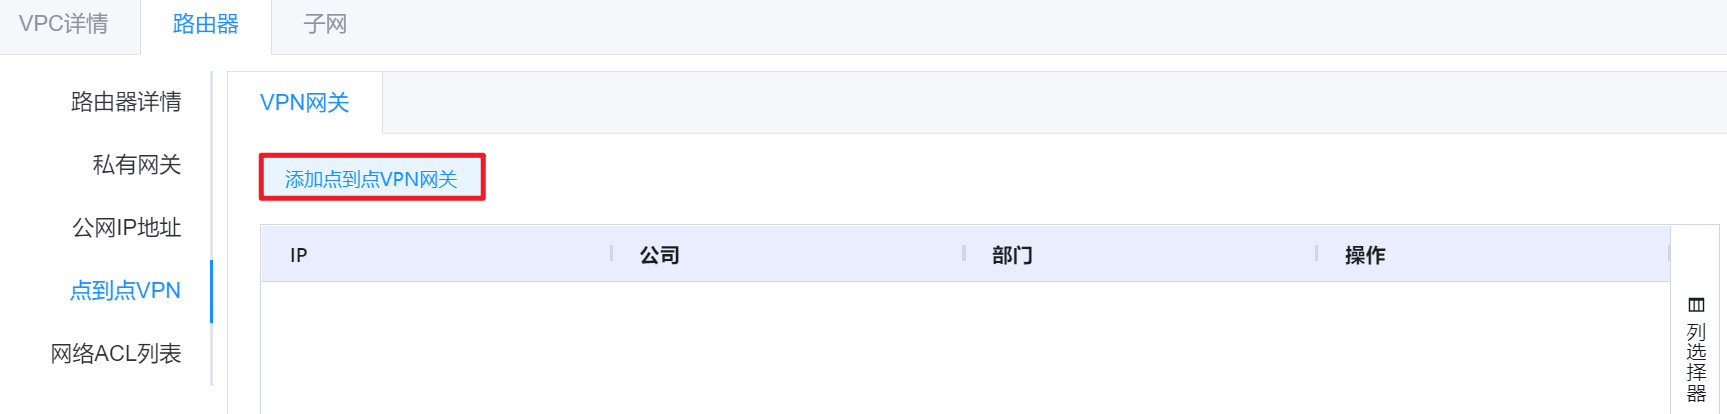 VPC详情 路由器 子网
路由器详情
私有网关
公网IP地址
点到点VPN
网络ACL列表
VPN网关
添加点到点VPN网关
IP 公司 部门 操作
列选择器